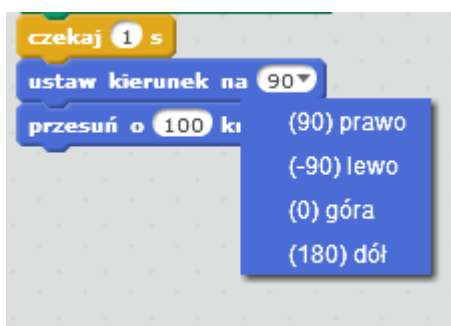 czekaj 1 s
ustaw kierunek na 90
przesuń o 100
(90) prawo
(-90) lewo
(0) góra
(180) dół